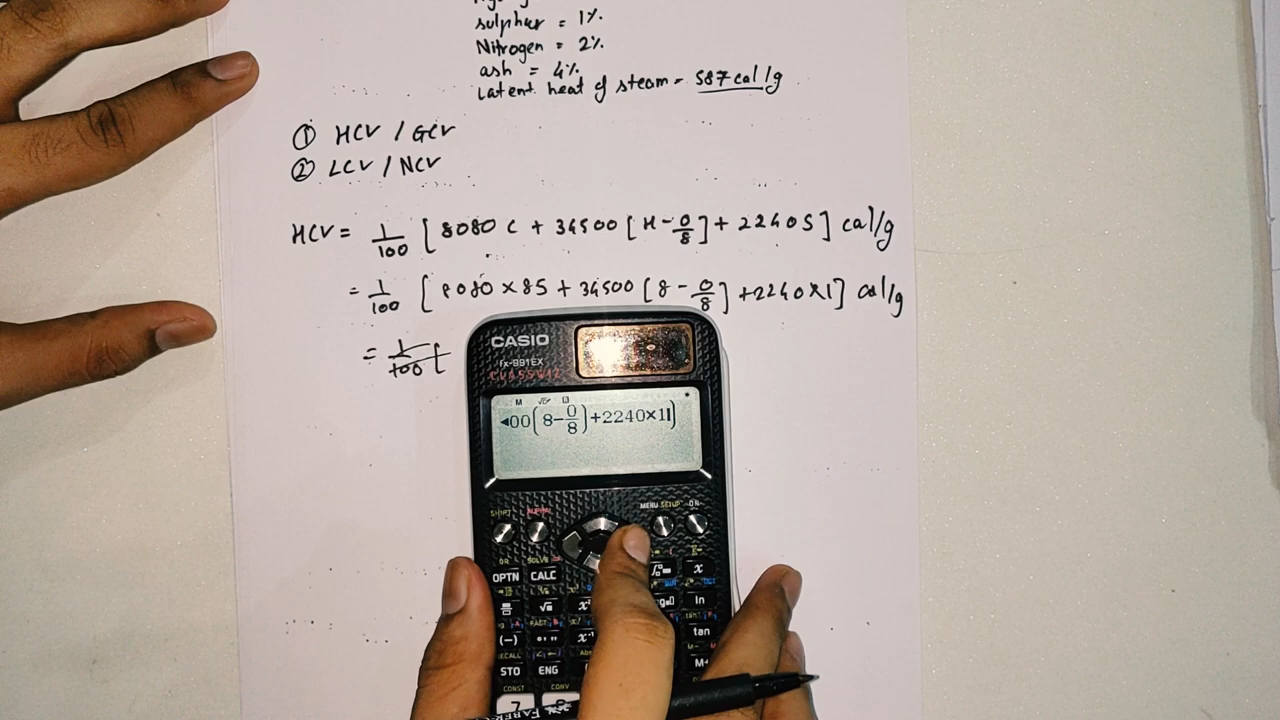 sulphur = 1%.
Nitrogen = 2%
ash = 4%
Latent heat of steam - 587 cal/g
① HCV / GCV
② LCV / NCV
HCV = 1/100 [ 8080 C + 34500 [ H - O/8 ] + 2240 S ] cal/g
= 1/100 [ 8080 × 85 + 34500 [ 8 - 0/8 ] + 2240 × 1 ] cal/g
= 1/100 [
CASIO
fx-991EX
CLASSWIZ
M
◄00(8-0/8)+2240×1)
SHIFT ALPHA MENU SETUP ON
SOLVE
OPTN CALC x
ln
(-) tan
RECALL
STO ENG M+
CONST CONV
7